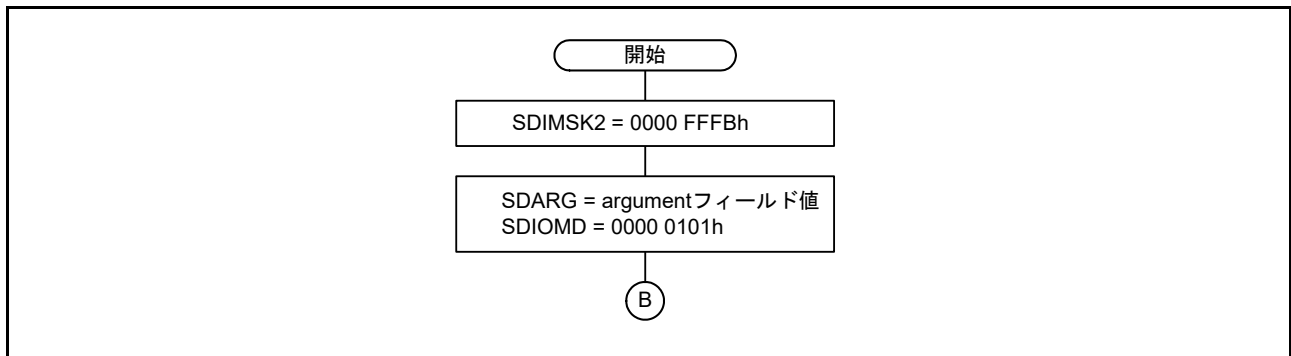 開始
SDIMSK2 = 0000 FFFBh
SDARG = argumentフィールド値
SDIOMD = 0000 0101h
B